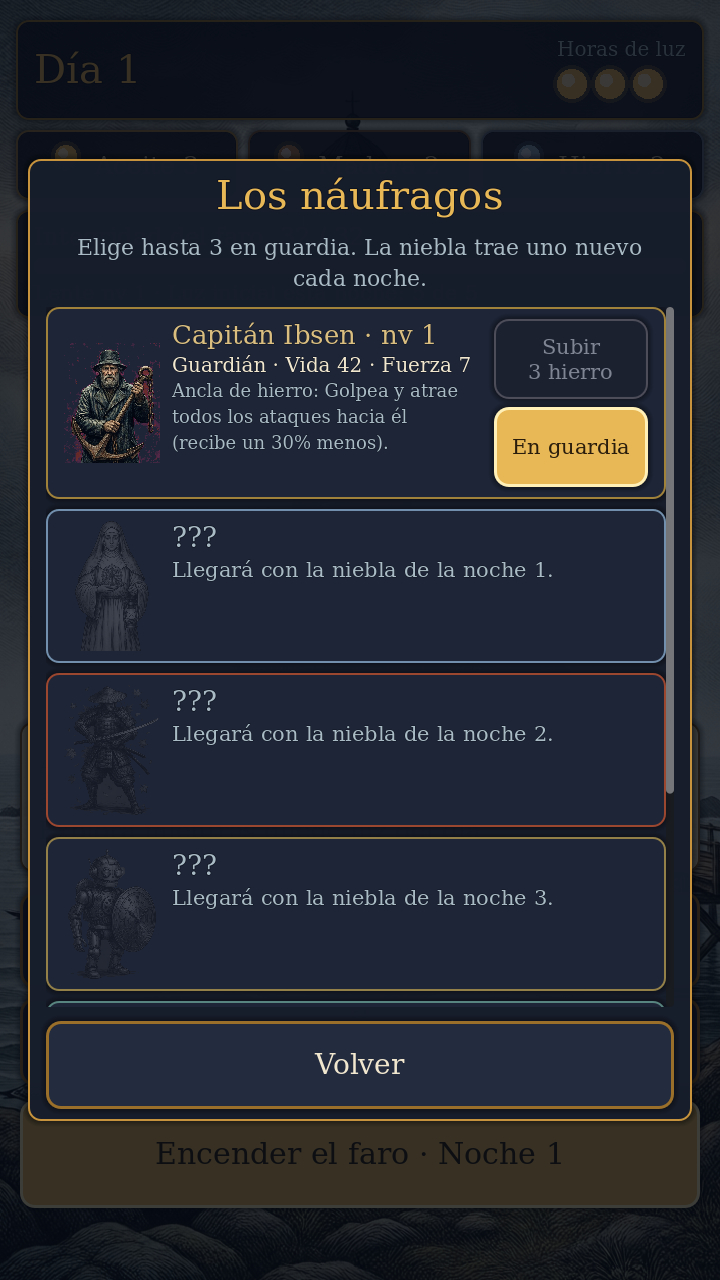 Día 1
Horas de luz
Los náufragos
Elige hasta 3 en guardia. La niebla trae uno nuevo
cada noche.
Capitán Ibsen · nv 1
Guardián · Vida 42 · Fuerza 7
Ancla de hierro: Golpea y atrae
todos los ataques hacia él
(recibe un 30% menos).
Subir
3 hierro
En guardia
???
Llegará con la niebla de la noche 1.
???
Llegará con la niebla de la noche 2.
???
Llegará con la niebla de la noche 3.
Volver
Encender el faro · Noche 1